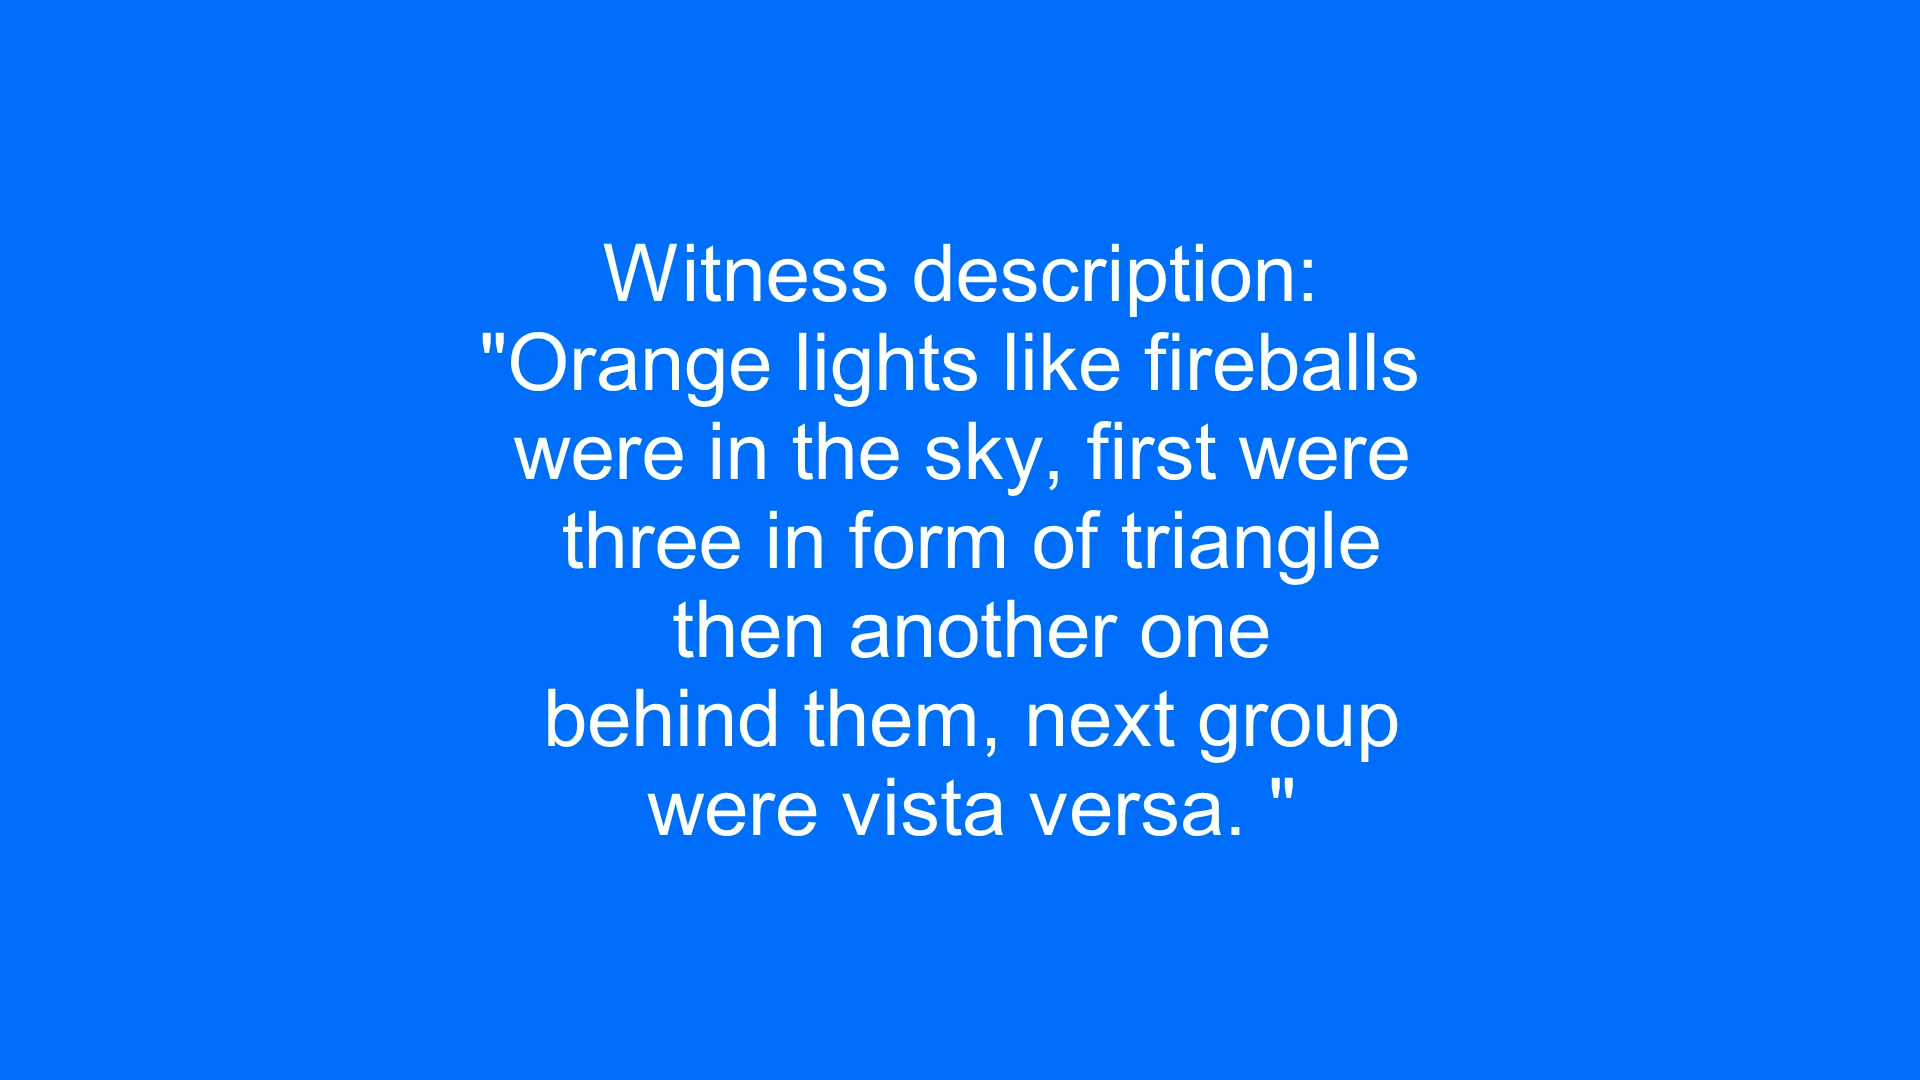 Witness description:
"Orange lights like fireballs
were in the sky, first were
three in form of triangle
then another one
behind them, next group
were vista versa. "